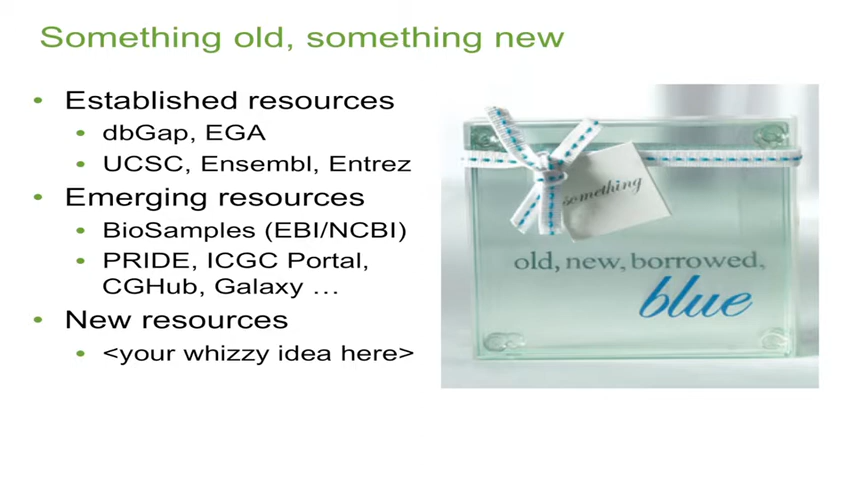 Something old, something new
• Established resources
• dbGap, EGA
• UCSC, Ensembl, Entrez
• Emerging resources
• BioSamples (EBI/NCBI)
• PRIDE, ICGC Portal,
CGHub, Galaxy …
• New resources
• <your whizzy idea here>
something
old, new, borrowed,
blue